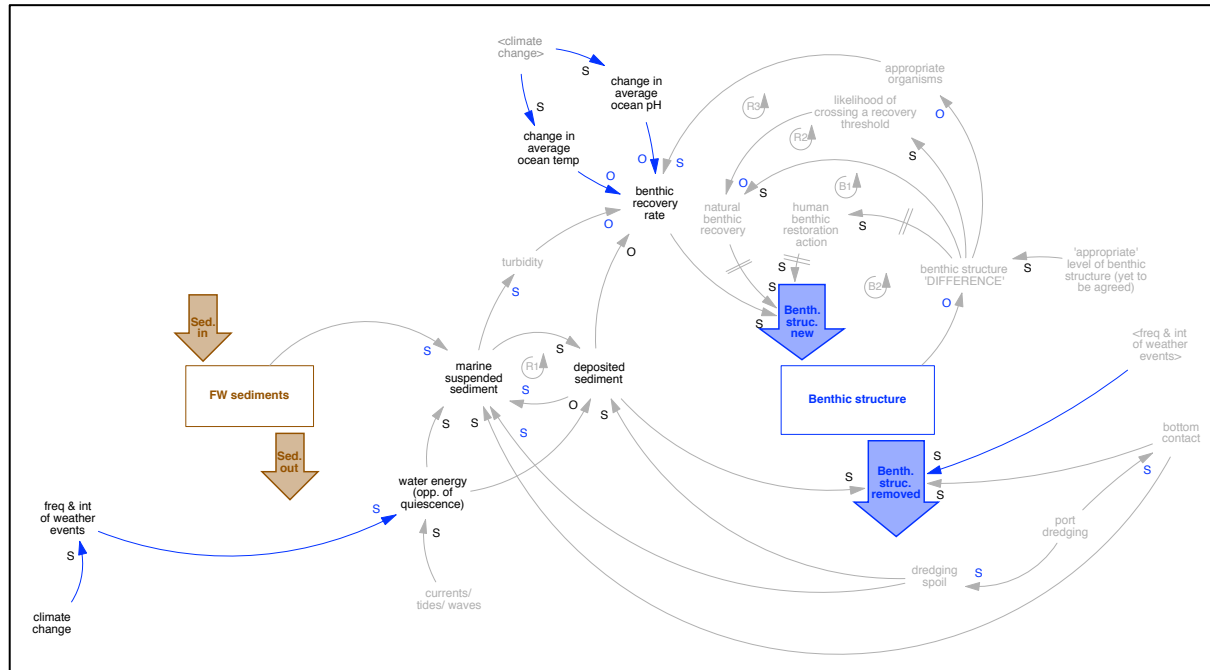 <climate
change>
S
change in
average
ocean pH
S
change in
average
ocean temp
O
O
S
benthic
recovery
rate
O
O
turbidity
S
appropriate
organisms
R3
likelihood of
crossing a recovery
threshold
R2
O
S
O
S
B1
natural
benthic
recovery
human
benthic
restoration
action
S
benthic structure
'DIFFERENCE'
S
'appropriate'
level of benthic
structure (yet to
be agreed)
B2
O
S
S
S
Benth.
struc.
new
Sed.
in
FW sediments
Sed.
out
S
marine
suspended
sediment
R1
S
S
deposited
sediment
O
S
S
S
S
Benthic structure
<freq & int
of weather
events>
bottom
contact
S
S
S
S
Benth.
struc.
removed
port
dredging
S
dredging
spoil
water energy
(opp. of
quiescence)
S
S
currents/
tides/ waves
freq & int
of weather
events
S
climate
change